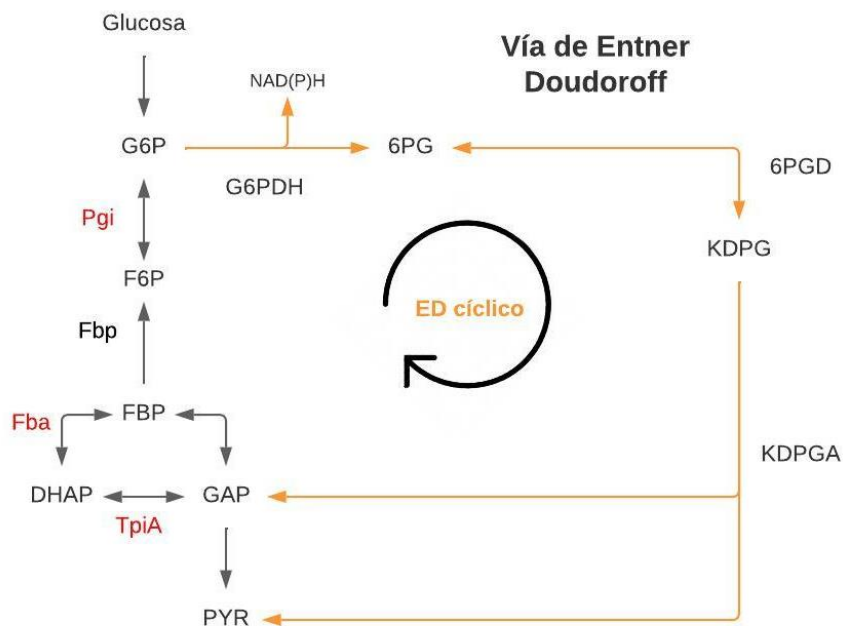 Glucosa
Vía de Entner
Doudoroff
NAD(P)H
G6P
6PG
6PGD
G6PDH
Pgi
KDPG
F6P
ED cíclico
Fbp
FBP
Fba
KDPGA
DHAP
GAP
TpiA
PYR